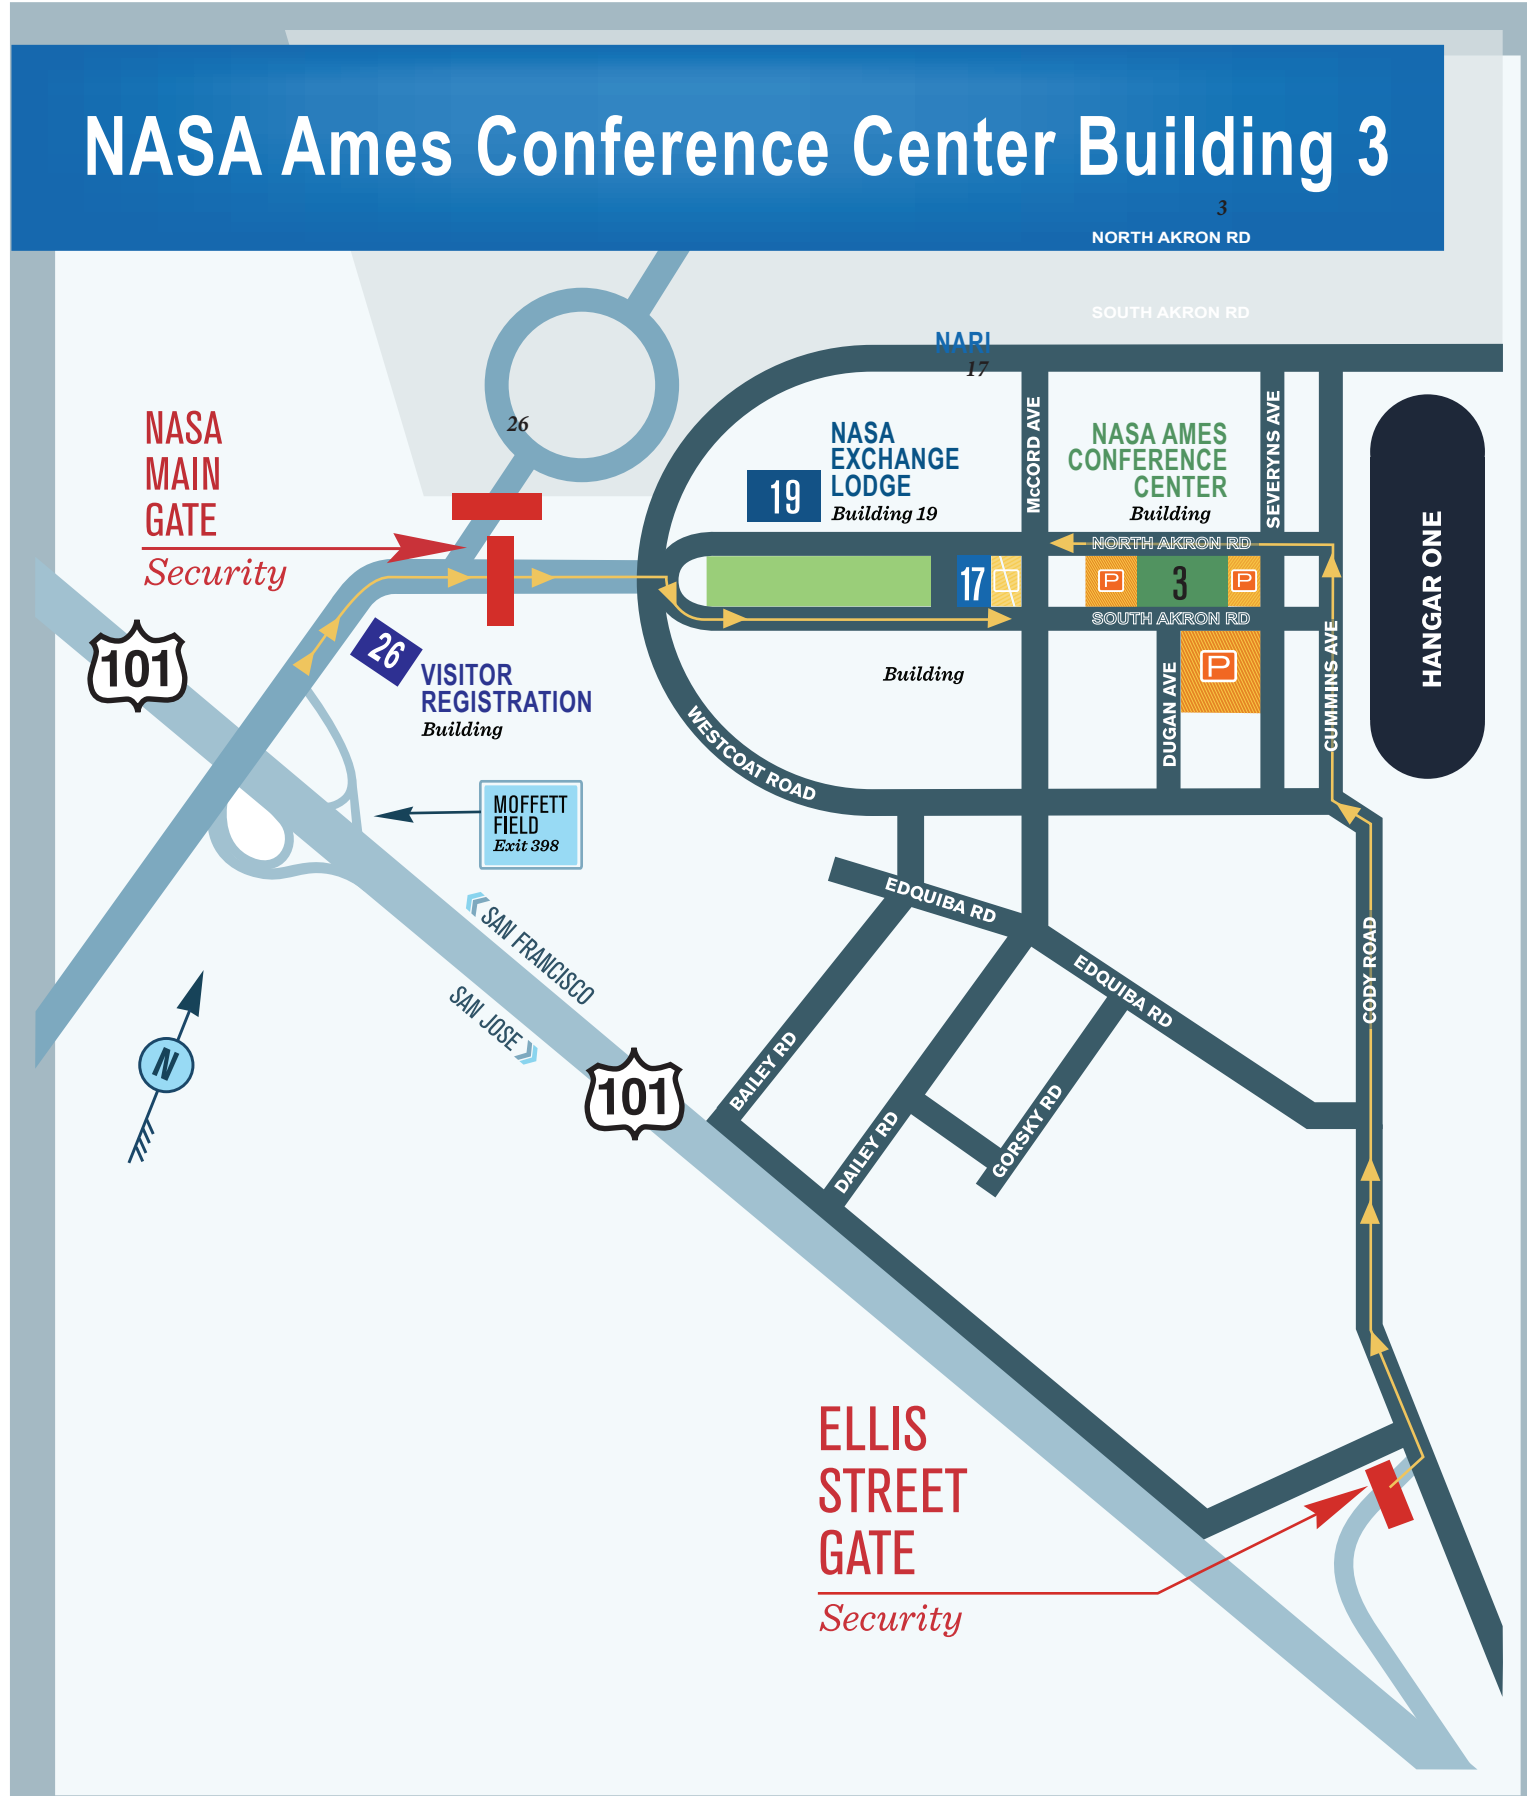 NASA Ames Conference Center Building 3
3
NORTH AKRON RD
SOUTH AKRON RD
NARI
17
26
NASA
MAIN
GATE
Security
19
NASA
EXCHANGE
LODGE
Building 19
McCORD AVE
NASA AMES
CONFERENCE
CENTER
Building
SEVERYNS AVE
HANGAR ONE
NORTH AKRON RD
17
P
3
P
SOUTH AKRON RD
101
26
VISITOR
REGISTRATION
Building
Building
P
DUGAN AVE
CUMMINS AVE
WESTCOAT ROAD
MOFFETT
FIELD
Exit 398
EDQUIBA RD
SAN FRANCISCO
SAN JOSE
EDQUIBA RD
CODY ROAD
N
101
BAILEY RD
DAILEY RD
GORSKY RD
ELLIS
STREET
GATE
Security